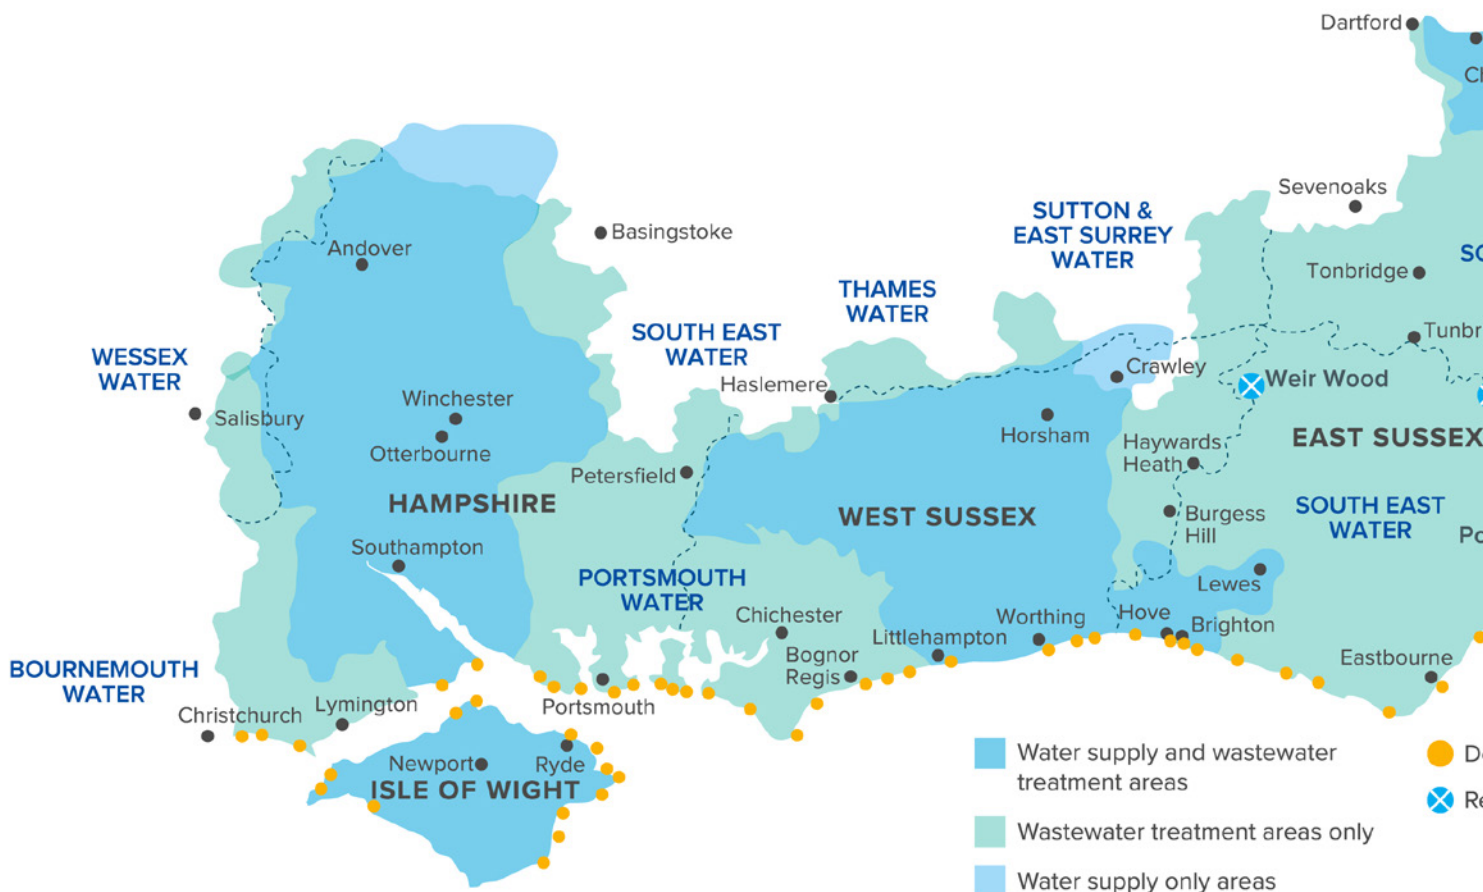 Dartford
Sevenoaks
SUTTON &
EAST SURREY
WATER
Basingstoke
Andover
Tonbridge
THAMES
WATER
SOUTH EAST
WATER
WESSEX
WATER
Haslemere
Crawley
Weir Wood
Salisbury
Winchester
Otterbourne
Horsham
Haywards
Heath
EAST SUSSEX
Petersfield
HAMPSHIRE
WEST SUSSEX
Burgess
Hill
SOUTH EAST
WATER
Southampton
PORTSMOUTH
WATER
Lewes
Chichester
Worthing
Hove
Brighton
Littlehampton
Bognor
Regis
Eastbourne
BOURNEMOUTH
WATER
Christchurch
Lymington
Portsmouth
Newport
Ryde
ISLE OF WIGHT
Water supply and wastewater
treatment areas
Wastewater treatment areas only
Water supply only areas